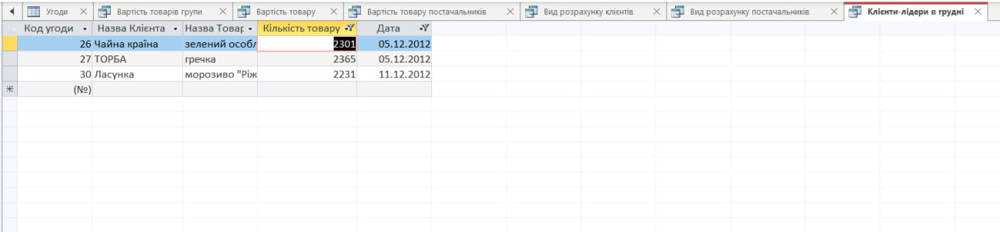 Угоди Вартість товарів групи Вартість товару Вартість товару постачальників Вид розрахунку клієнтів Вид розрахунку постачальників Клієнти-лідери в грудні
Код угоди Назва Клієнта Назва Товар Кількість товару Дата
26 Чайна країна зелений особл 2301 05.12.2012
27 ТОРБА гречка 2365 05.12.2012
30 Ласунка морозиво "Ріж 2231 11.12.2012
(№)